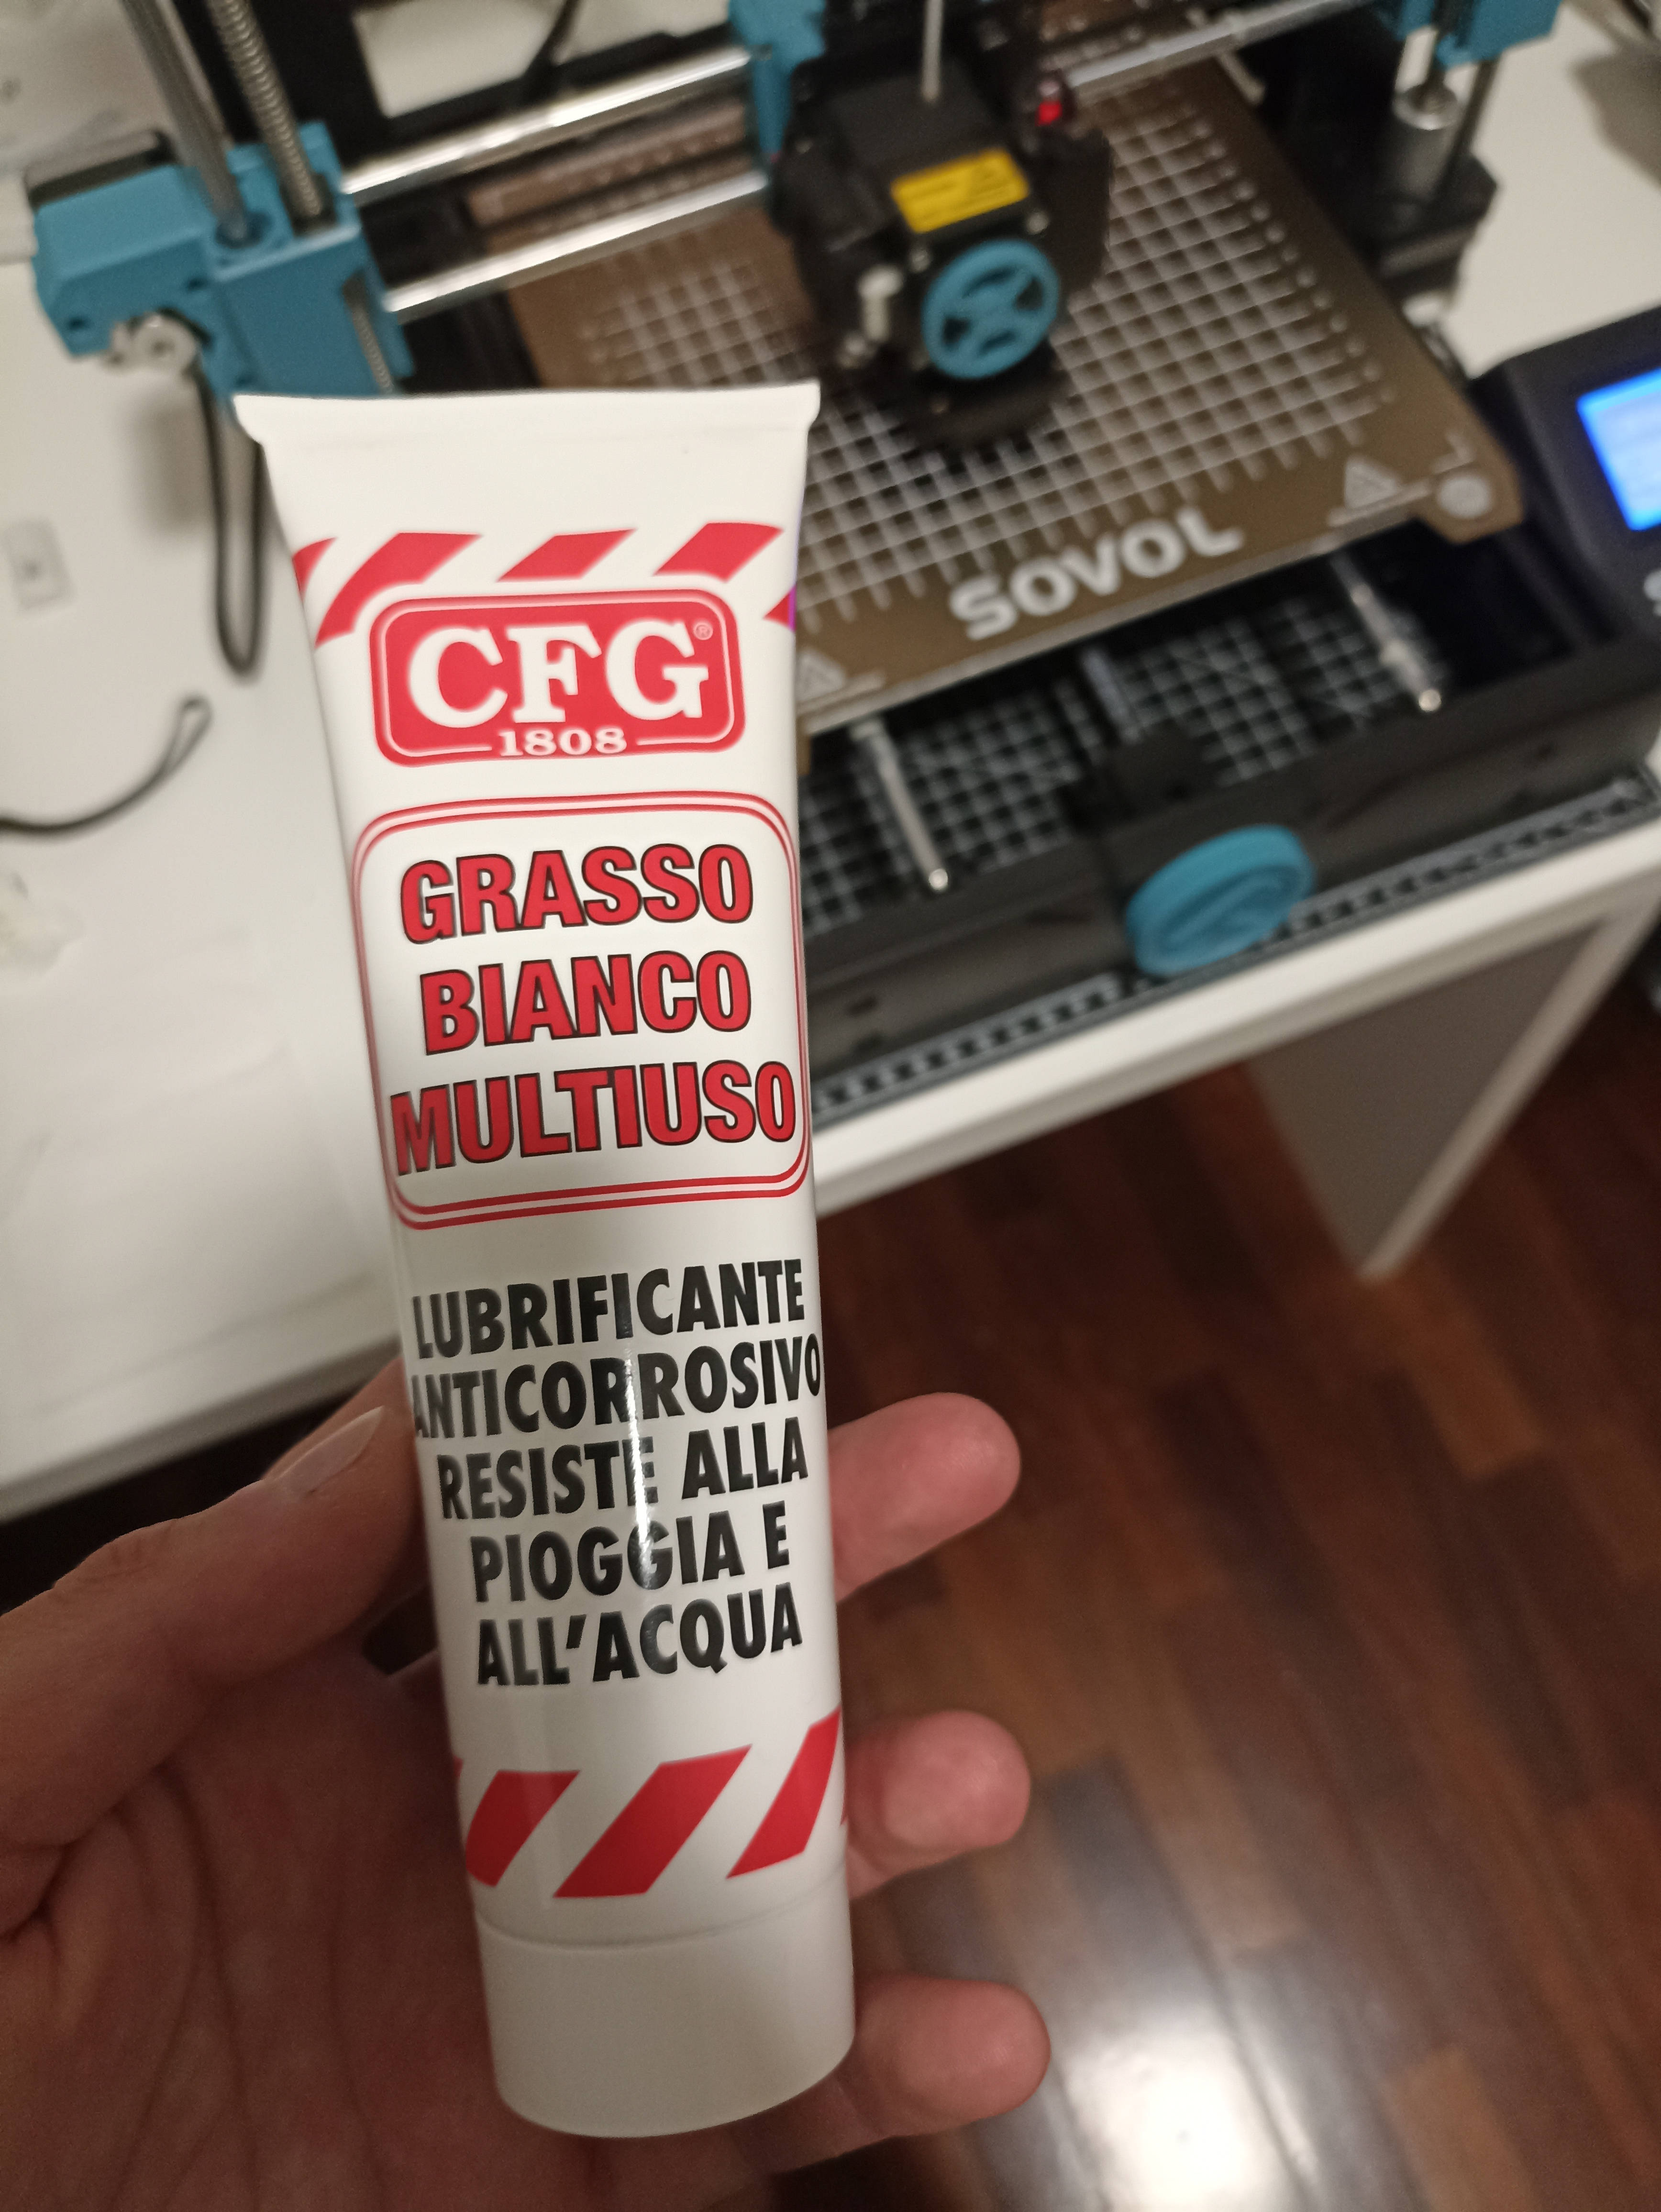 SOVOL
CFG®
1808
GRASSO
BIANCO
MULTIUSO
LUBRIFICANTE
ANTICORROSIVO
RESISTE ALLA
PIOGGIA E
ALL'ACQUA